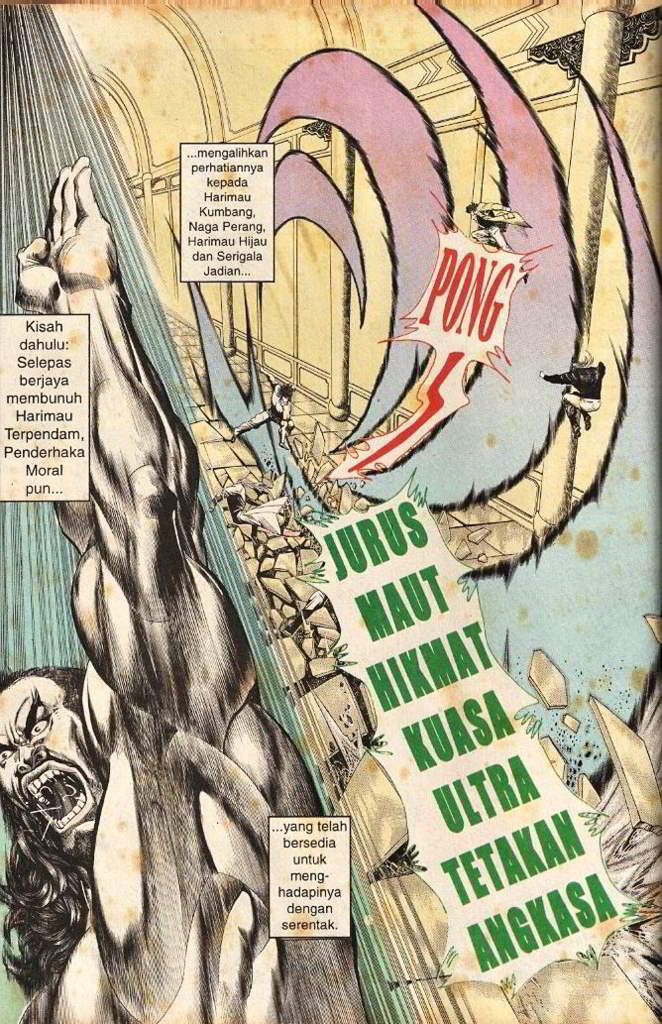 Kisah
dahulu:
Selepas
berjaya
membunuh
Harimau
Terpendam,
Penderhaka
Moral
pun...
...mengalihkan
perhatiannya
kepada
Harimau
Kumbang,
Naga Perang,
Harimau Hijau
dan Serigala
Jadian...
...yang telah
bersedia
untuk
meng-
hadapinya
dengan
serentak.
PONG
JURUS
MAUT
HIKMAT
KUASA
ULTRA
TETAKAN
ANGKASA